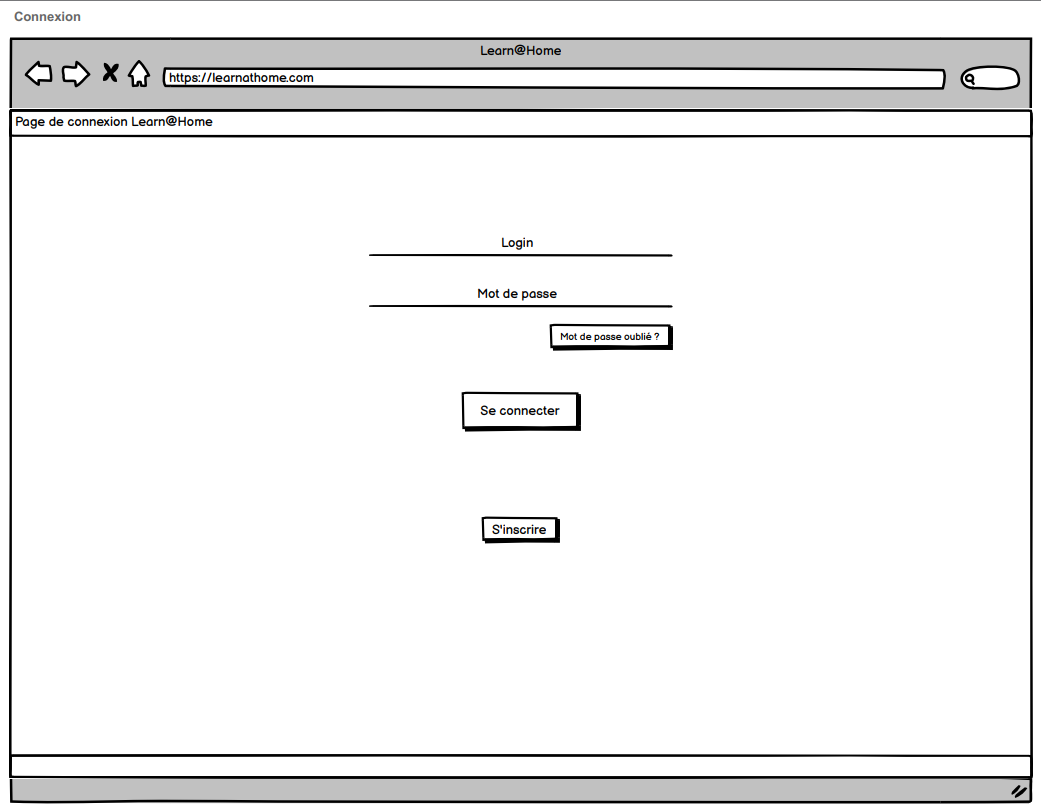 Connexion
Learn@Home
https://learnathome.com
Page de connexion Learn@Home
Login
Mot de passe
Mot de passe oublié ?
Se connecter
S'inscrire